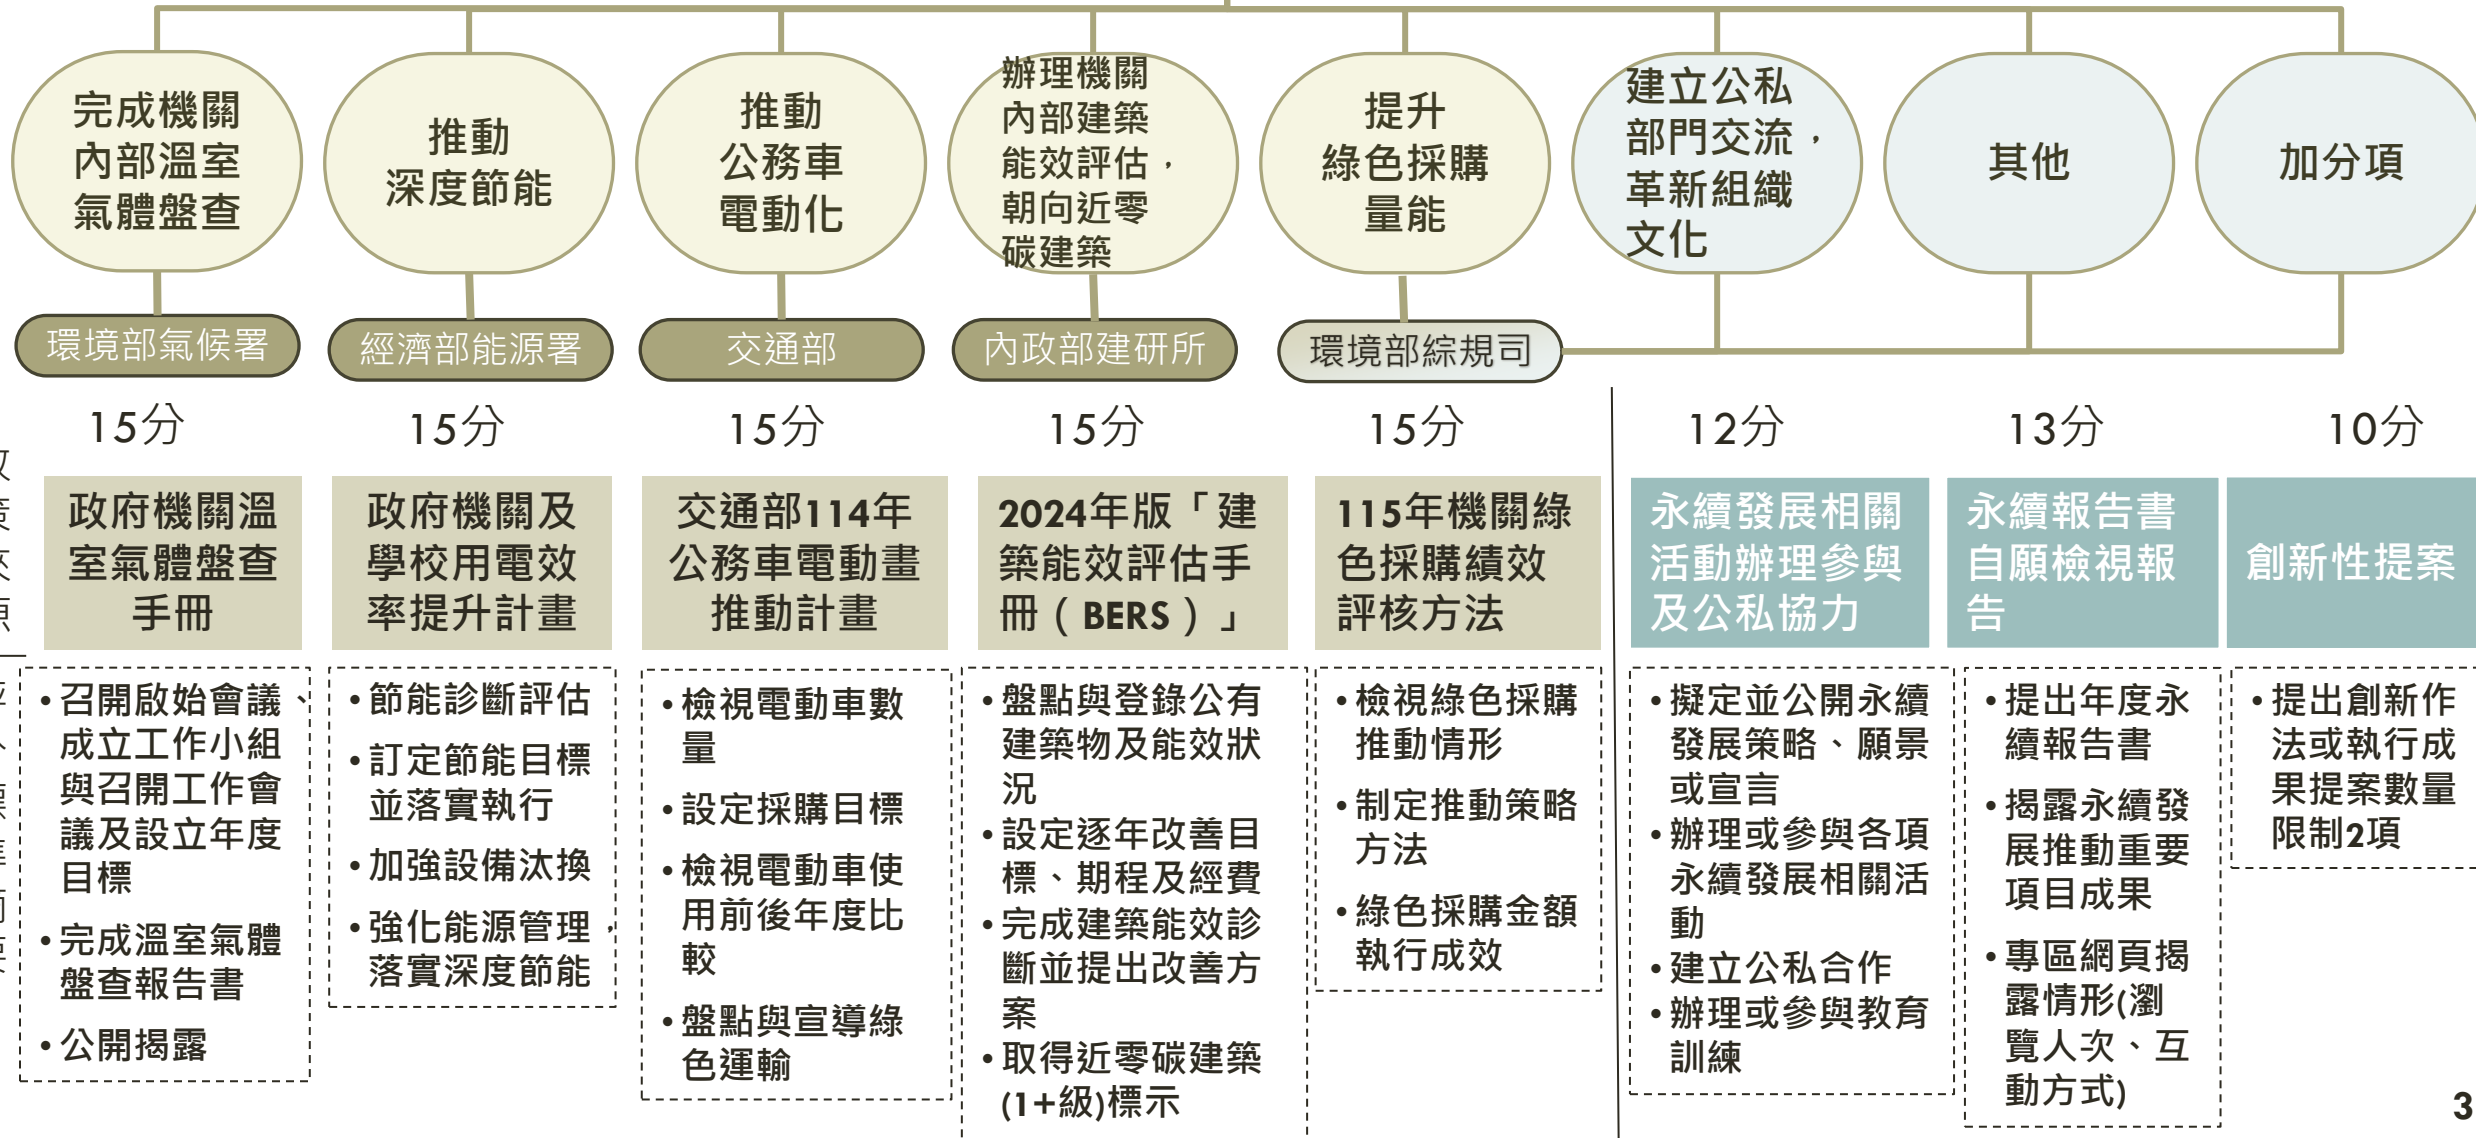 完成機關
內部溫室
氣體盤查
推動
深度節能
推動
公務車
電動化
辦理機關
內部建築
能效評估，
朝向近零
碳建築
提升
綠色採購
量能
建立公私
部門交流，
革新組織
文化
其他
加分項
環境部氣候署
經濟部能源署
交通部
內政部建研所
環境部綜規司
15分
15分
15分
15分
15分
12分
13分
10分
政府機關溫
室氣體盤查
手冊
政府機關及
學校用電效
率提升計畫
交通部114年
公務車電動畫
推動計畫
2024年版「建
築能效評估手
冊（BERS）」
115年機關綠
色採購績效
評核方法
永續發展相關
活動辦理參與
及公私協力
永續報告書
自願檢視報
告
創新性提案
•召開啟始會議、
成立工作小組
與召開工作會
議及設立年度
目標
•完成溫室氣體
盤查報告書
•公開揭露
•節能診斷評估
•訂定節能目標
並落實執行
•加強設備汰換
•強化能源管理，
落實深度節能
•檢視電動車數
量
•設定採購目標
•檢視電動車使
用前後年度比
較
•盤點與宣導綠
色運輸
•盤點與登錄公有
建築物及能效狀
況
•設定逐年改善目
標、期程及經費
•完成建築能效診
斷並提出改善方
案
•取得近零碳建築
(1+級)標示
•檢視綠色採購
推動情形
•制定推動策略
方法
•綠色採購金額
執行成效
•擬定並公開永續
發展策略、願景
或宣言
•辦理或參與各項
永續發展相關活
動
•建立公私合作
•辦理或參與教育
訓練
•提出年度永
續報告書
•揭露永續發
展推動重要
項目成果
•專區網頁揭
露情形(瀏
覽人次、互
動方式)
•提出創新作
法或執行成
果提案數量
限制2項
3